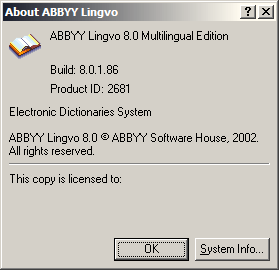 About ABBYY Lingvo
ABBYY Lingvo 8.0 Multilingual Edition
Build: 8.0.1.86
Product ID: 2681
Electronic Dictionaries System
ABBYY Lingvo 8.0 © ABBYY Software House, 2002.
All rights reserved.
This copy is licensed to:
OK
System Info...